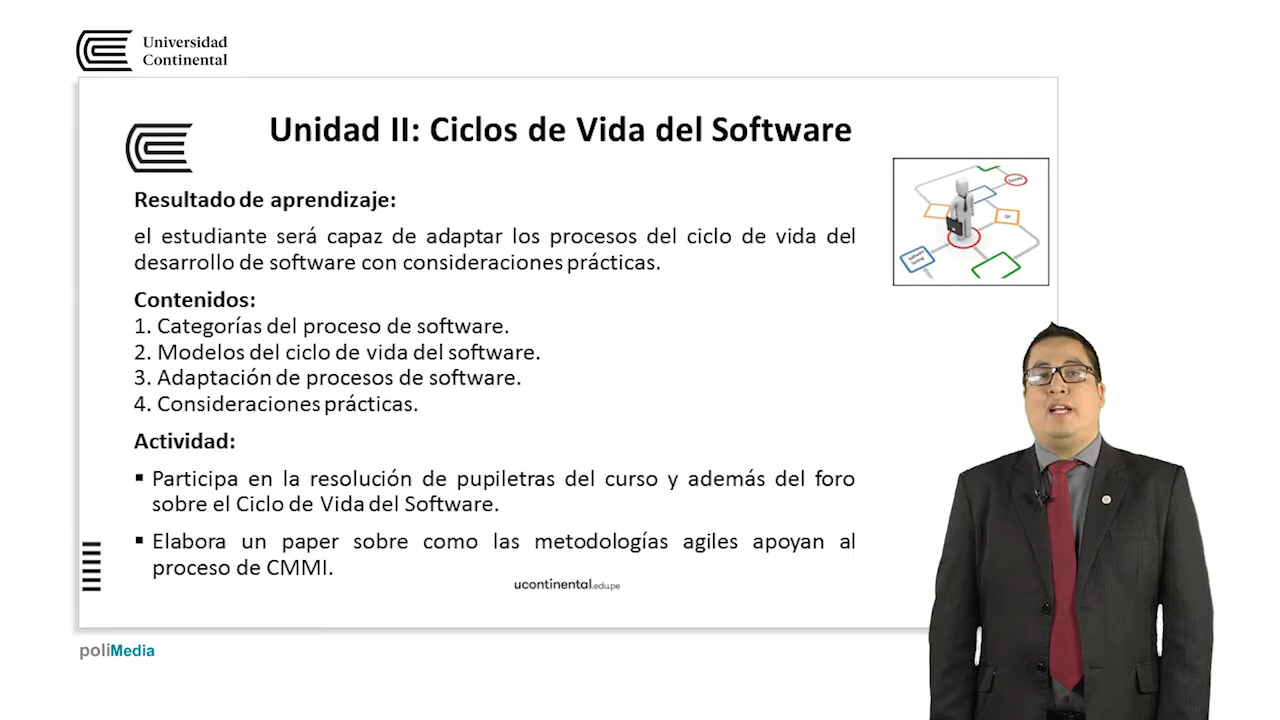 Universidad
Continental
Unidad II: Ciclos de Vida del Software
Resultado de aprendizaje:
el estudiante será capaz de adaptar los procesos del ciclo de vida del
desarrollo de software con consideraciones prácticas.
Contenidos:
1. Categorías del proceso de software.
2. Modelos del ciclo de vida del software.
3. Adaptación de procesos de software.
4. Consideraciones prácticas.
Actividad:
▪ Participa en la resolución de pupiletras del curso y además del foro
sobre el Ciclo de Vida del Software.
▪ Elabora un paper sobre como las metodologías agiles apoyan al
proceso de CMMI.
ucontinental.edu.pe
poliMedia